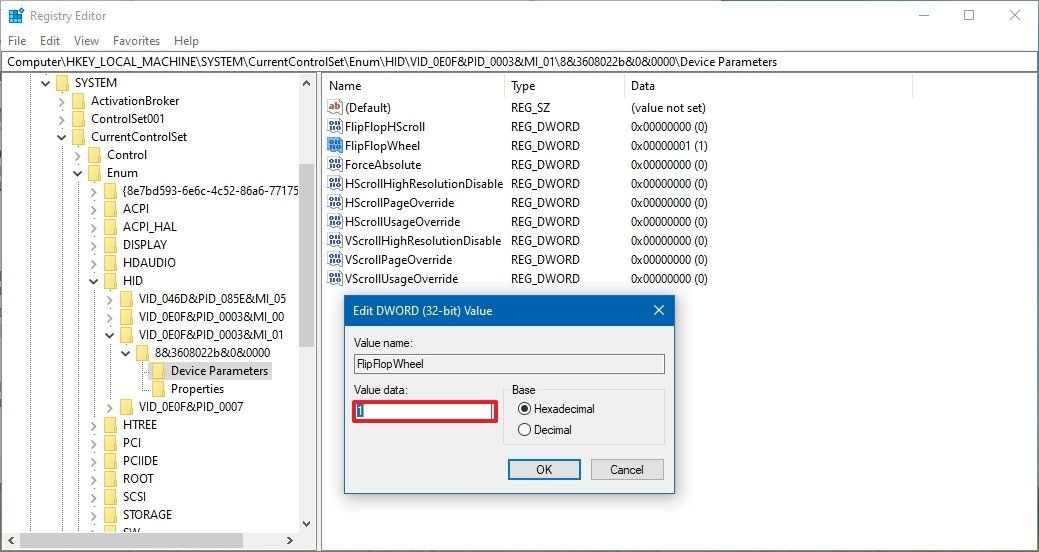 Registry Editor
File Edit View Favorites Help
Computer\HKEY_LOCAL_MACHINE\SYSTEM\CurrentControlSet\Enum\HID\VID_0E0F&PID_0003&MI_01\8&3608022b&0&0000\Device Parameters
SYSTEM
ActivationBroker
ControlSet001
CurrentControlSet
Control
Enum
{8e7bd593-6e6c-4c52-86a6-77175
ACPI
ACPI_HAL
DISPLAY
HDAUDIO
HID
VID_046D&PID_085E&MI_05
VID_0E0F&PID_0003&MI_00
VID_0E0F&PID_0003&MI_01
8&3608022b&0&0000
Device Parameters
Properties
VID_0E0F&PID_0007
HTREE
PCI
PCIIDE
ROOT
SCSI
STORAGE
SW
Name Type Data
(Default) REG_SZ (value not set)
FlipFlopHScroll REG_DWORD 0x00000000 (0)
FlipFlopWheel REG_DWORD 0x00000001 (1)
ForceAbsolute REG_DWORD 0x00000000 (0)
HScrollHighResolutionDisable REG_DWORD 0x00000000 (0)
HScrollPageOverride REG_DWORD 0x00000000 (0)
HScrollUsageOverride REG_DWORD 0x00000000 (0)
VScrollHighResolutionDisable REG_DWORD 0x00000000 (0)
VScrollPageOverride REG_DWORD 0x00000000 (0)
VScrollUsageOverride REG_DWORD 0x00000000 (0)
Edit DWORD (32-bit) Value
Value name:
FlipFlopWheel
Value data:
1
Base
Hexadecimal
Decimal
OK Cancel